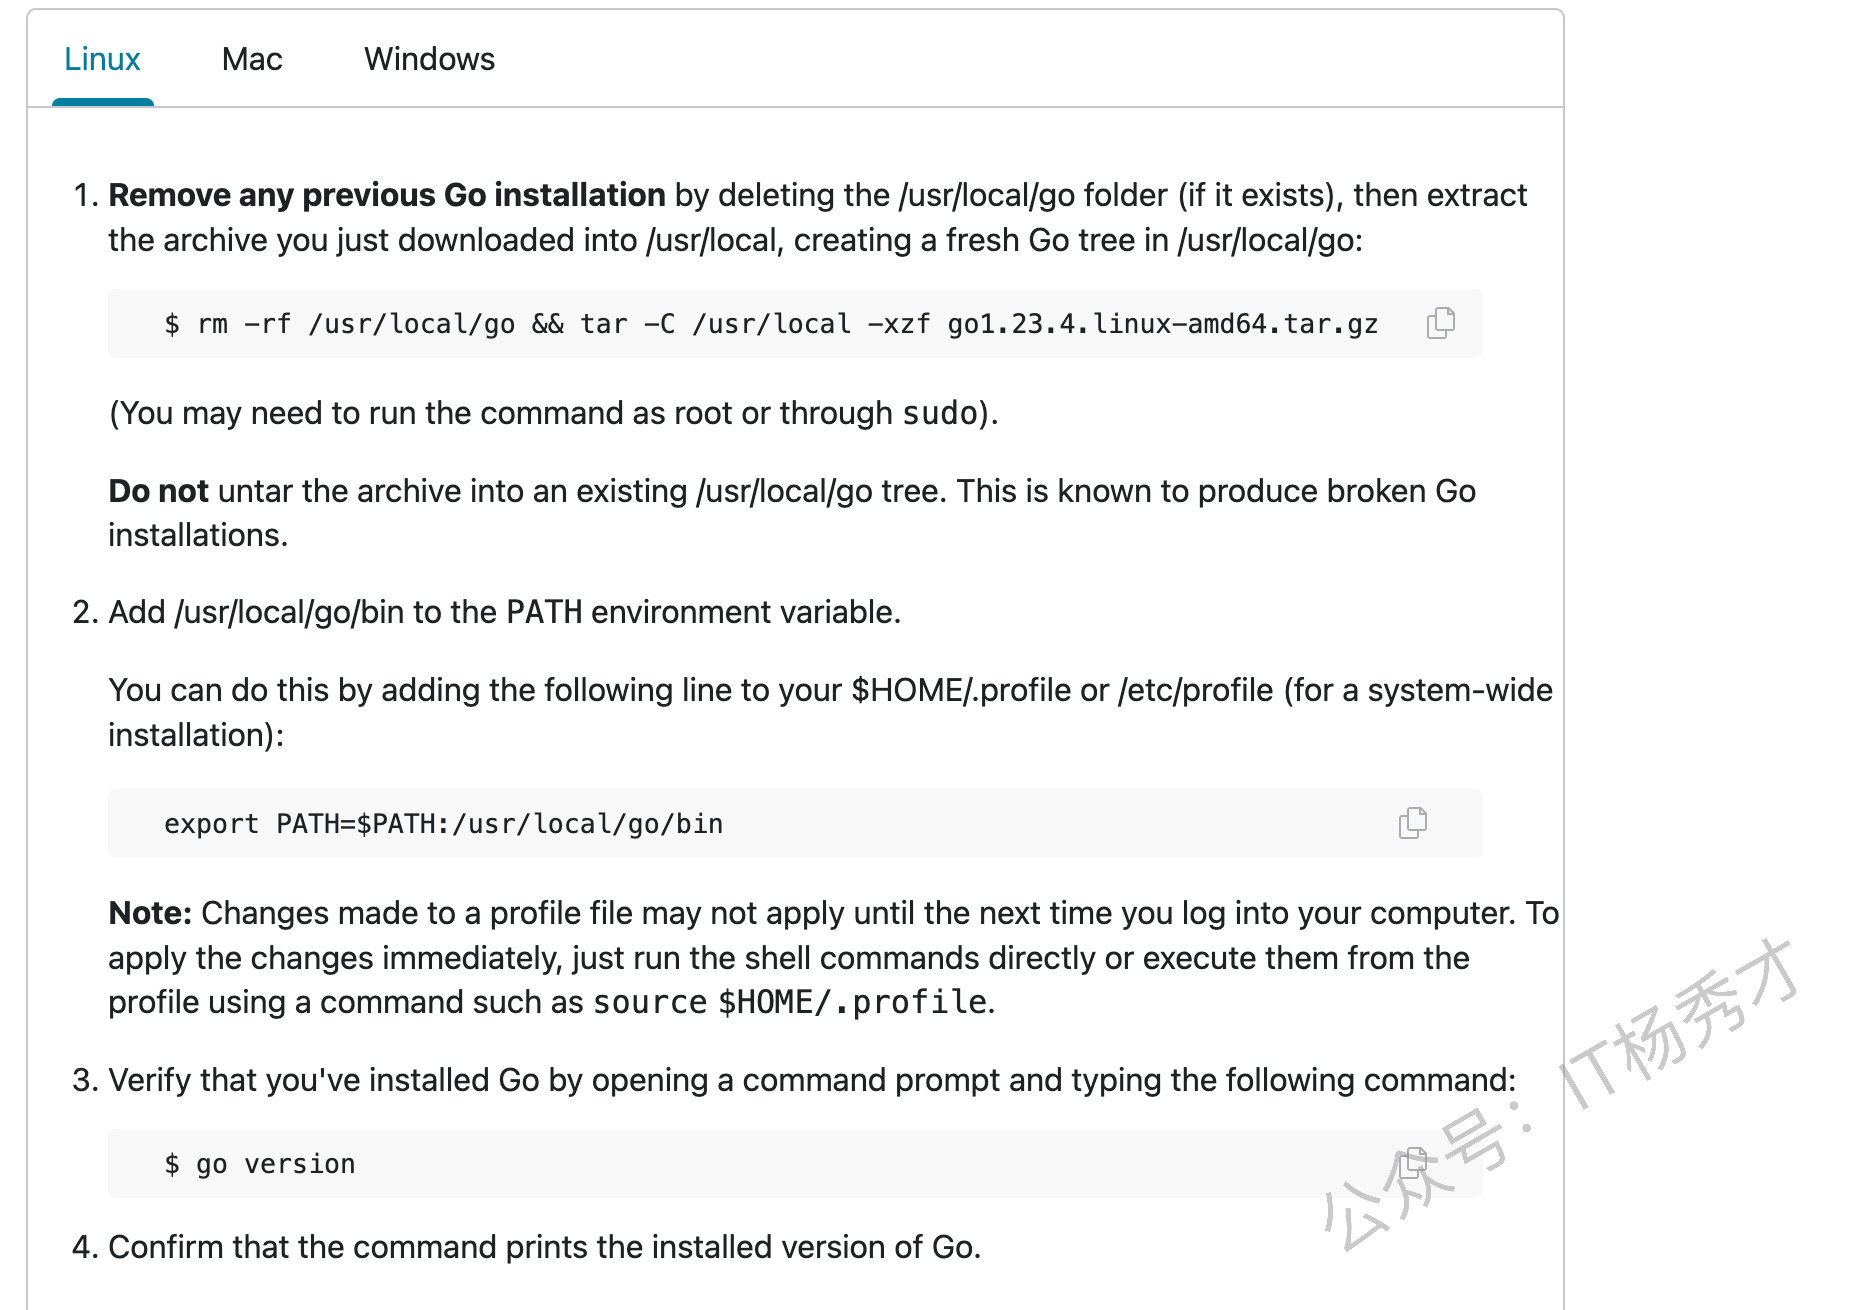 Linux Mac Windows
1. Remove any previous Go installation by deleting the /usr/local/go folder (if it exists), then extract
the archive you just downloaded into /usr/local, creating a fresh Go tree in /usr/local/go:
$ rm -rf /usr/local/go && tar -C /usr/local -xzf go1.23.4.linux-amd64.tar.gz
(You may need to run the command as root or through sudo).
Do not untar the archive into an existing /usr/local/go tree. This is known to produce broken Go
installations.
2. Add /usr/local/go/bin to the PATH environment variable.
You can do this by adding the following line to your $HOME/.profile or /etc/profile (for a system-wide
installation):
export PATH=$PATH:/usr/local/go/bin
Note: Changes made to a profile file may not apply until the next time you log into your computer. To
apply the changes immediately, just run the shell commands directly or execute them from the
profile using a command such as source $HOME/.profile.
3. Verify that you've installed Go by opening a command prompt and typing the following command:
$ go version
4. Confirm that the command prints the installed version of Go.
公众号：IT杨秀才